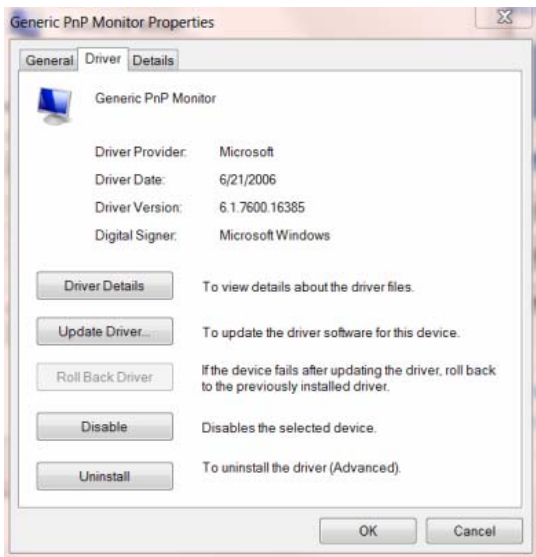 Generic PnP Monitor Properties
General Driver Details
Generic PnP Monitor
Driver Provider: Microsoft
Driver Date: 6/21/2006
Driver Version: 6.1.7600.16385
Digital Signer: Microsoft Windows
Driver Details To view details about the driver files.
Update Driver... To update the driver software for this device.
Roll Back Driver If the device fails after updating the driver, roll back
to the previously installed driver.
Disable Disables the selected device.
Uninstall To uninstall the driver (Advanced).
OK Cancel